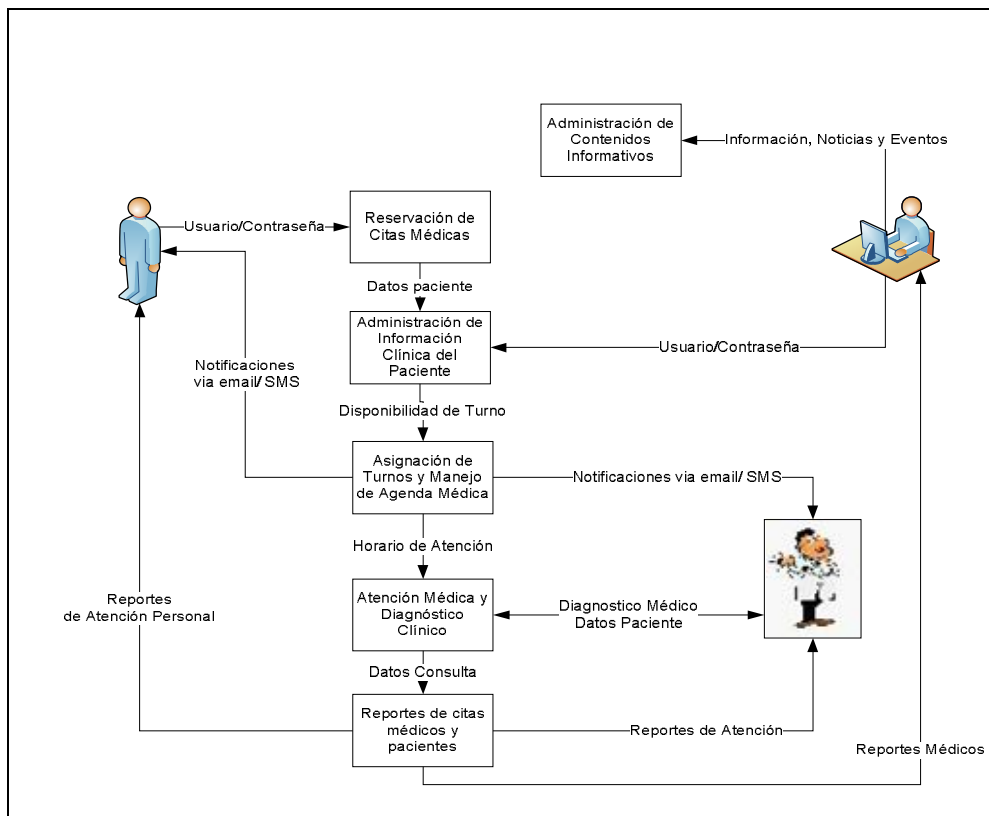 Administración de
Contenidos
Informativos
Información, Noticias y Eventos
Usuario/Contraseña
Reservación de
Citas Médicas
Datos paciente
Administración de
Información
Clínica del
Paciente
Usuario/Contraseña
Notificaciones
via email/ SMS
Disponibilidad de Turno
Asignación de
Turnos y Manejo
de Agenda Médica
Notificaciones via email/ SMS
Horario de Atención
Reportes
de Atención Personal
Atención Médica y
Diagnóstico
Clínico
Diagnostico Médico
Datos Paciente
Datos Consulta
Reportes de citas
médicos y
pacientes
Reportes de Atención
Reportes Médicos